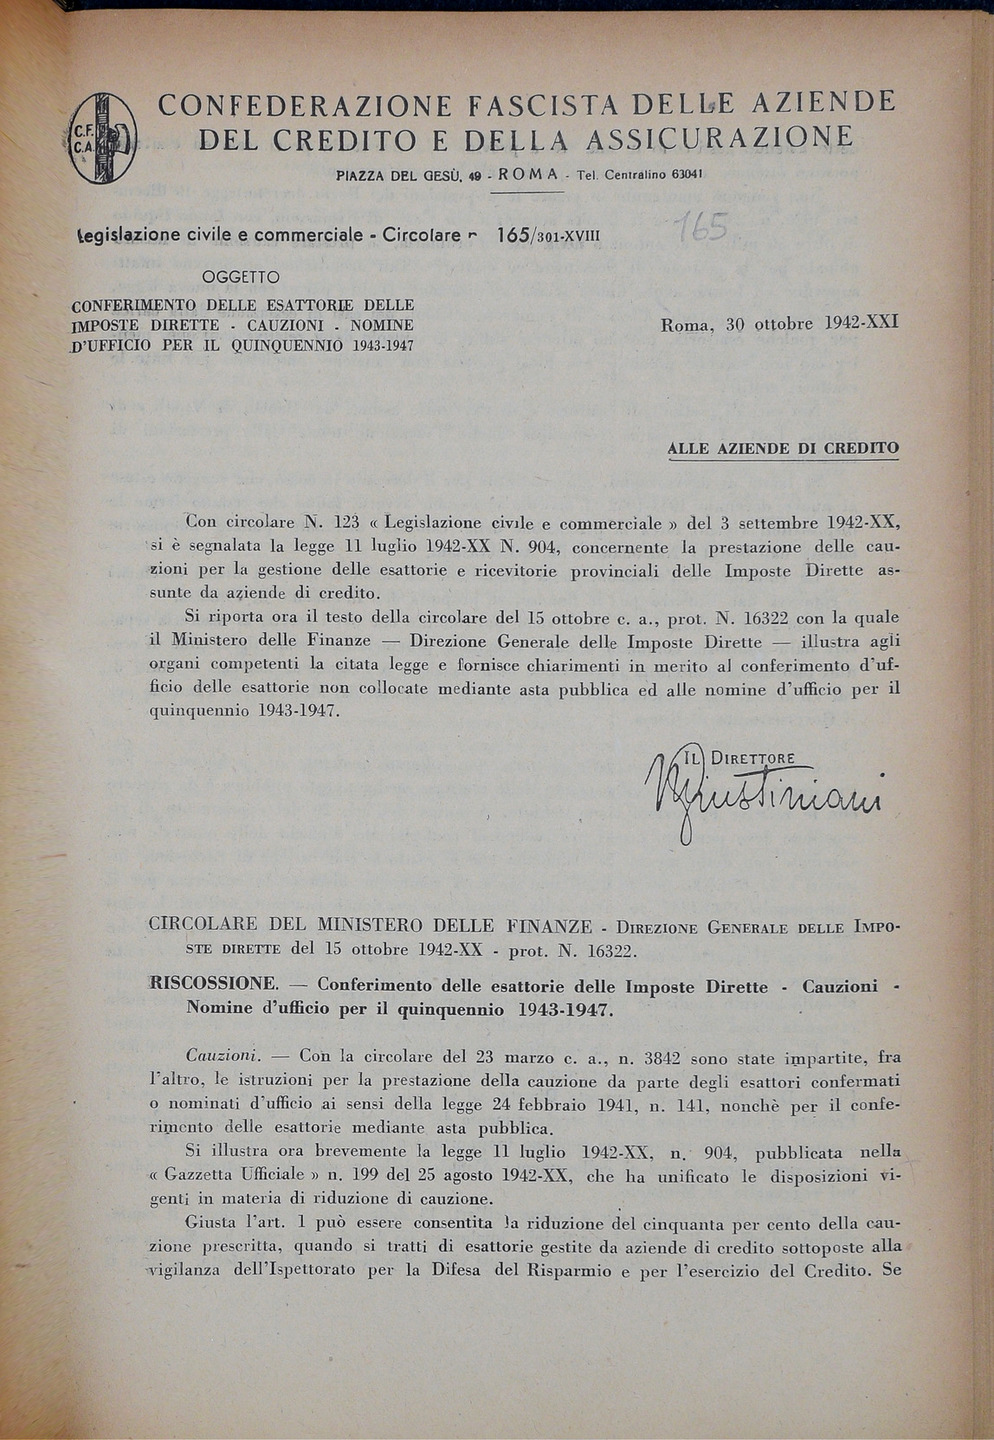 C.F.
C.A.
CONFEDERAZIONE FASCISTA DELLE AZIENDE
DEL CREDITO E DELLA ASSICURAZIONE
PIAZZA DEL GESÙ, 49 - ROMA - Tel. Centralino 63041
Legislazione civile e commerciale - Circolare n 165/301-XVIII
165
OGGETTO
CONFERIMENTO DELLE ESATTORIE DELLE
IMPOSTE DIRETTE - CAUZIONI - NOMINE
D'UFFICIO PER IL QUINQUENNIO 1943-1947
Roma, 30 ottobre 1942-XXI
ALLE AZIENDE DI CREDITO
Con circolare N. 123 « Legislazione civile e commerciale » del 3 settembre 1942-XX,
si è segnalata la legge 11 luglio 1942-XX N. 904, concernente la prestazione delle cau-
zioni per la gestione delle esattorie e ricevitorie provinciali delle Imposte Dirette as-
sunte da aziende di credito.
Si riporta ora il testo della circolare del 15 ottobre c. a., prot. N. 16322 con la quale
il Ministero delle Finanze — Direzione Generale delle Imposte Dirette — illustra agli
organi competenti la citata legge e fornisce chiarimenti in merito al conferimento d'uf-
ficio delle esattorie non collocate mediante asta pubblica ed alle nomine d'ufficio per il
quinquennio 1943-1947.
IL DIRETTORE
Giustiniani
CIRCOLARE DEL MINISTERO DELLE FINANZE - DIREZIONE GENERALE DELLE IMPO-
STE DIRETTE del 15 ottobre 1942-XX - prot. N. 16322.
RISCOSSIONE. — Conferimento delle esattorie delle Imposte Dirette - Cauzioni -
Nomine d'ufficio per il quinquennio 1943-1947.
Cauzioni. — Con la circolare del 23 marzo c. a., n. 3842 sono state impartite, fra
l'altro, le istruzioni per la prestazione della cauzione da parte degli esattori confermati
o nominati d'ufficio ai sensi della legge 24 febbraio 1941, n. 141, nonchè per il confe-
rimento delle esattorie mediante asta pubblica.
Si illustra ora brevemente la legge 11 luglio 1942-XX, n. 904, pubblicata nella
« Gazzetta Ufficiale » n. 199 del 25 agosto 1942-XX, che ha unificato le disposizioni vi-
genti in materia di riduzione di cauzione.
Giusta l'art. 1 può essere consentita la riduzione del cinquanta per cento della cau-
zione prescritta, quando si tratti di esattorie gestite da aziende di credito sottoposte alla
vigilanza dell'Ispettorato per la Difesa del Risparmio e per l'esercizio del Credito. Se